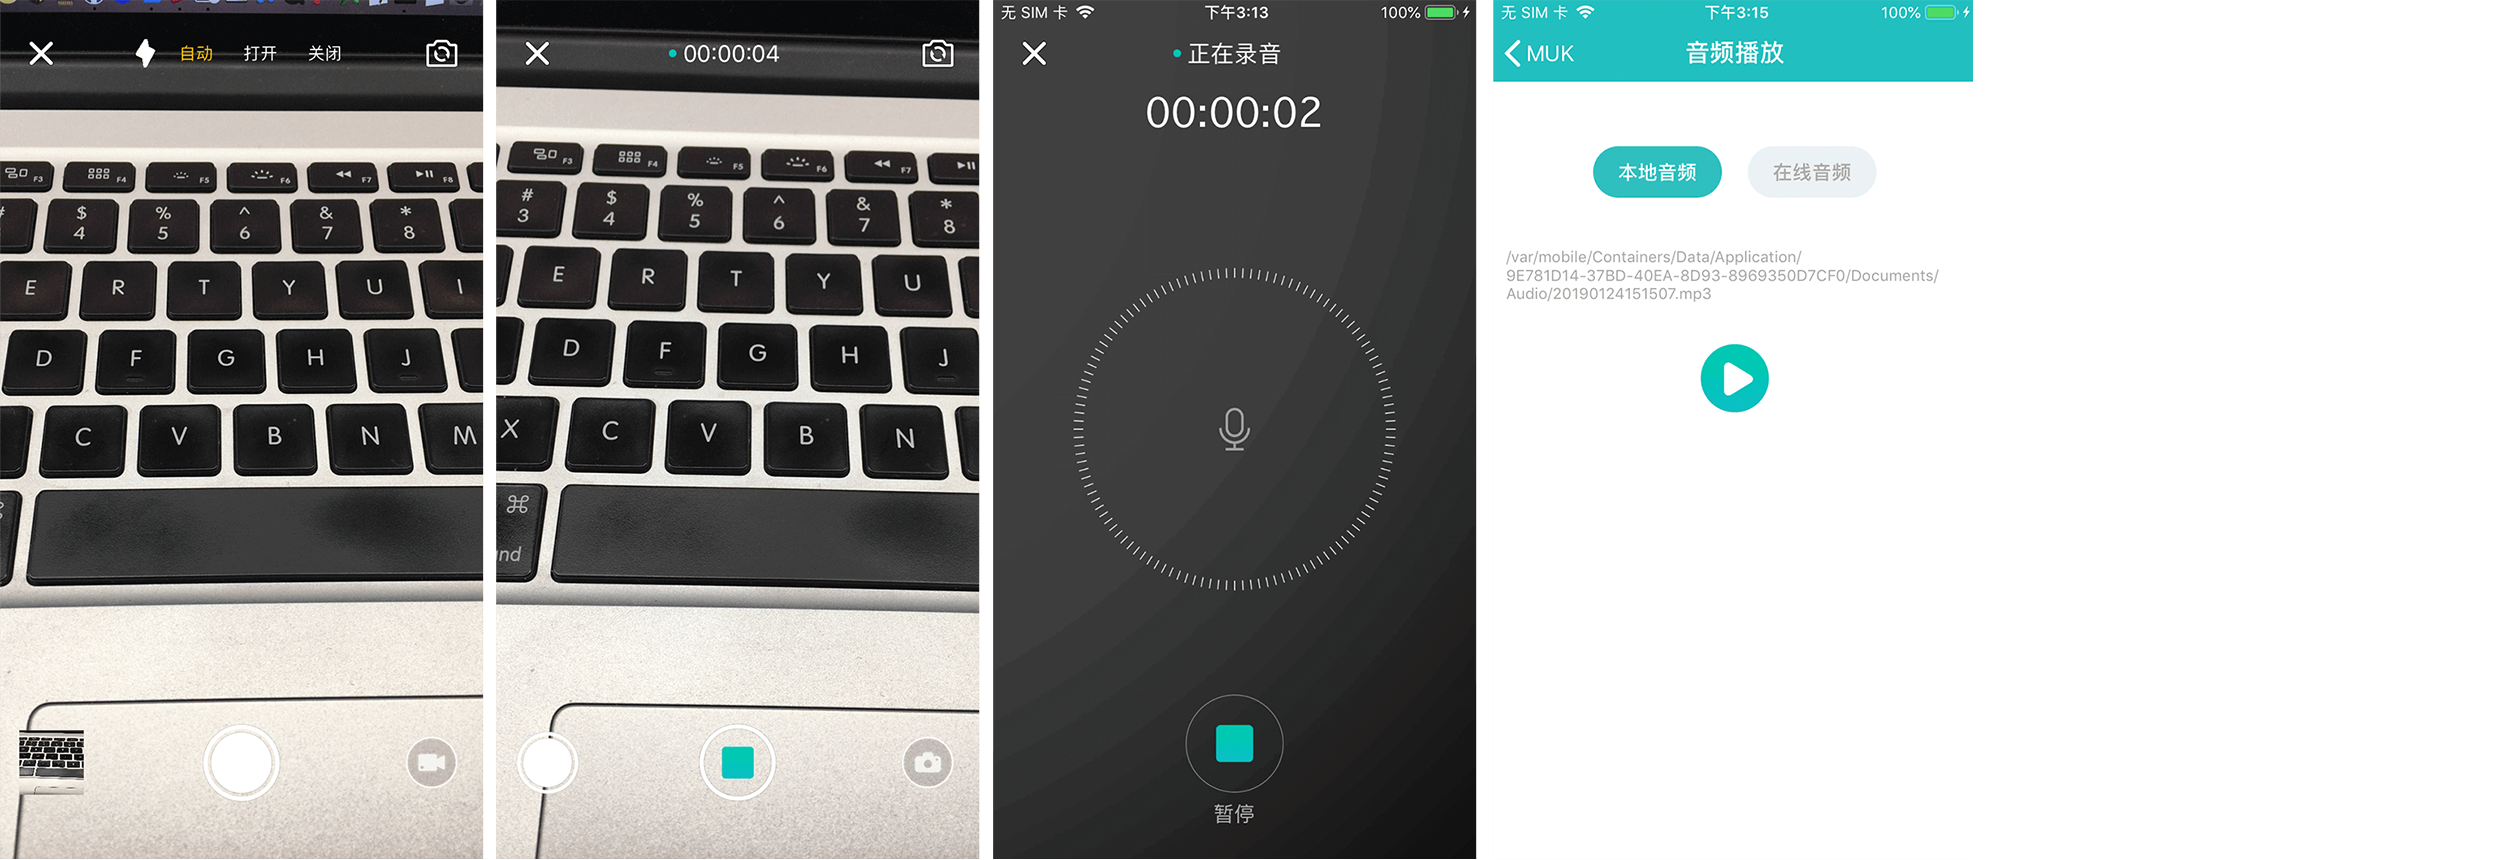 自动 打开 关闭
F3 F4 F5 F6 F7 F8
# $ % ^ & *
4 5 6 7 8
E R T Y U I
D F G H J
C V B N M
00:00:04
F3 F4 F5 F6 F7
# $ % ^ & *
3 4 5 6 7 8
E R T Y U
D F G H J
X C V B N
⌘
nd
无 SIM 卡 下午3:13 100%
正在录音
00:00:02
暂停
无 SIM 卡 下午3:15 100%
MUK 音频播放
本地音频 在线音频
/var/mobile/Containers/Data/Application/
9E781D14-37BD-40EA-8D93-8969350D7CF0/Documents/
Audio/20190124151507.mp3